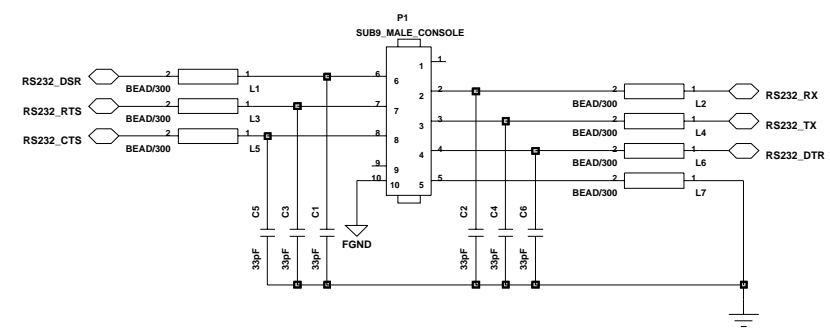 P1
SUB9_MALE_CONSOLE
1
1
RS232_DSR
2
1
6
6
BEAD/300
L1
2
2
2
1
RS232_RX
BEAD/300
L2
RS232_RTS
2
1
7
7
BEAD/300
L3
3
3
2
1
RS232_TX
BEAD/300
L4
RS232_CTS
2
1
8
8
BEAD/300
L5
4
4
2
1
RS232_DTR
BEAD/300
L6
9
9
10
10
5
5
2
1
BEAD/300
L7
C5
C3
C1
FGND
C2
C4
C6
33pF
33pF
33pF
33pF
33pF
33pF